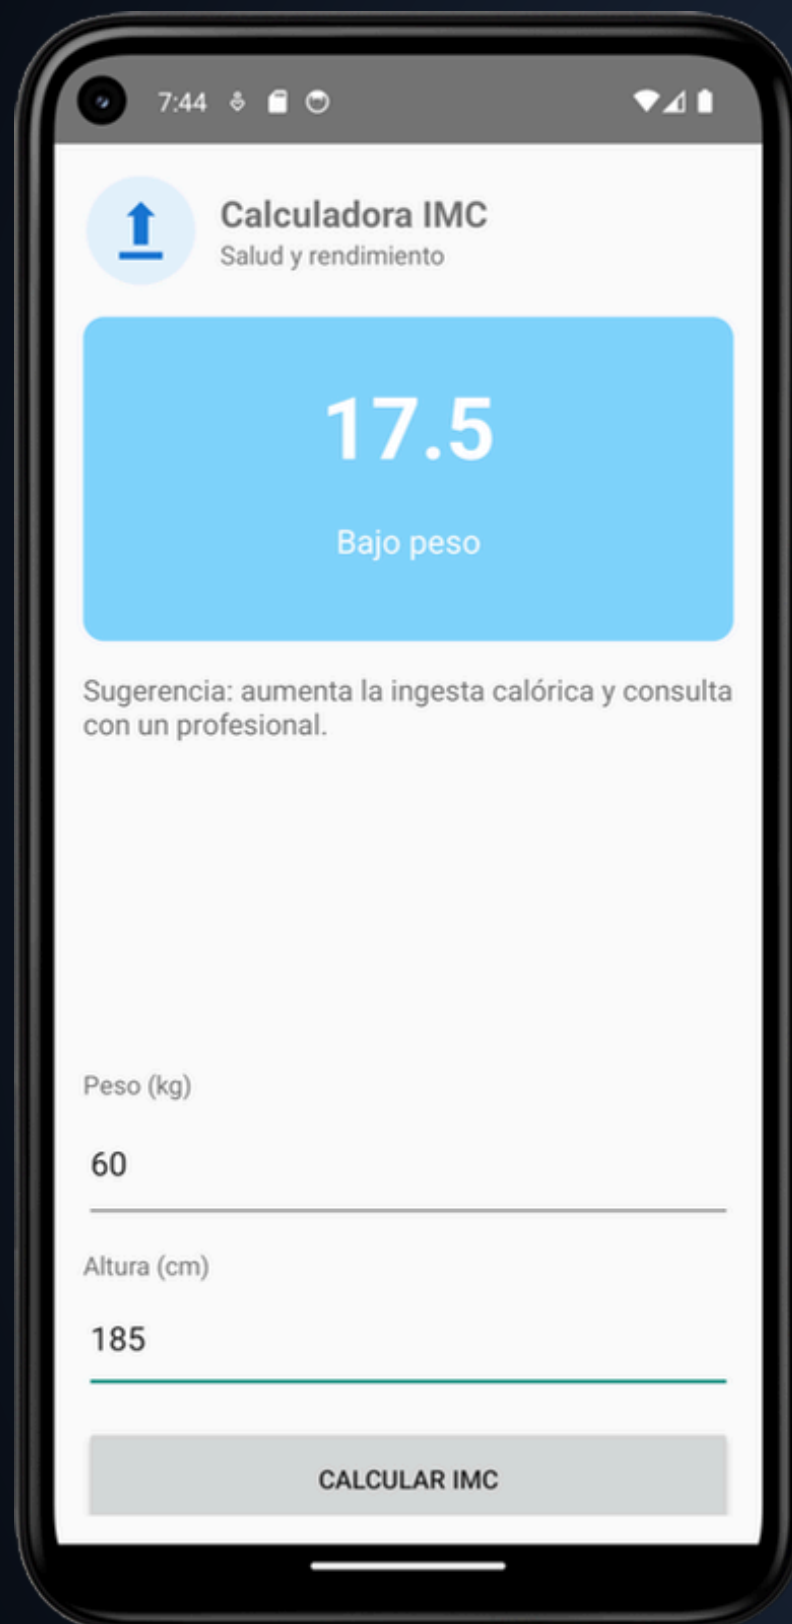 7:44
Calculadora IMC
Salud y rendimiento
17.5
Bajo peso
Sugerencia: aumenta la ingesta calórica y consulta
con un profesional.
Peso (kg)
60
Altura (cm)
185
CALCULAR IMC